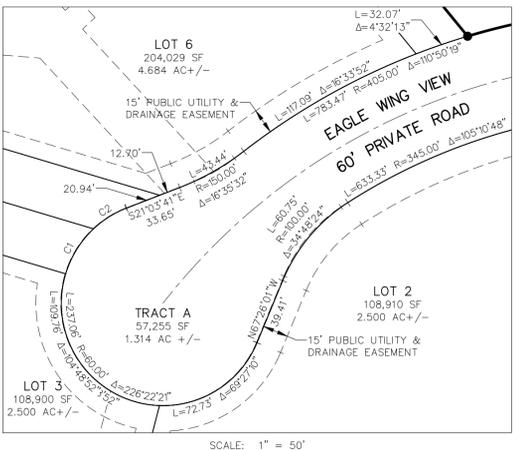 L=32.07'
Δ=4°32'13"
LOT 6
204,029 SF
4.684 AC+/-
L=117.09' Δ=16°33'52"
L=783.47' R=405.00' Δ=110°50'19"
15' PUBLIC UTILITY &
DRAINAGE EASEMENT
EAGLE WING VIEW
60' PRIVATE ROAD
12.70'
L=43.44'
R=150.00'
Δ=16°35'32"
20.94'
S21°03'41"E
33.65'
L=633.33' R=345.00' Δ=105°10'48"
L=60.75'
R=100.00'
Δ=34°48'24"
C2
C1
N67°26'01"W
39.41'
LOT 2
108,910 SF
2.500 AC+/-
TRACT A
57,255 SF
1.314 AC +/-
15' PUBLIC UTILITY &
DRAINAGE EASEMENT
L=237.06' R=60.00' Δ=226°22'21"
L=109.76' Δ=104°48'52"
L=72.73' Δ=69°27'10"
LOT 3
108,900 SF
2.500 AC+/-
SCALE: 1" = 50'